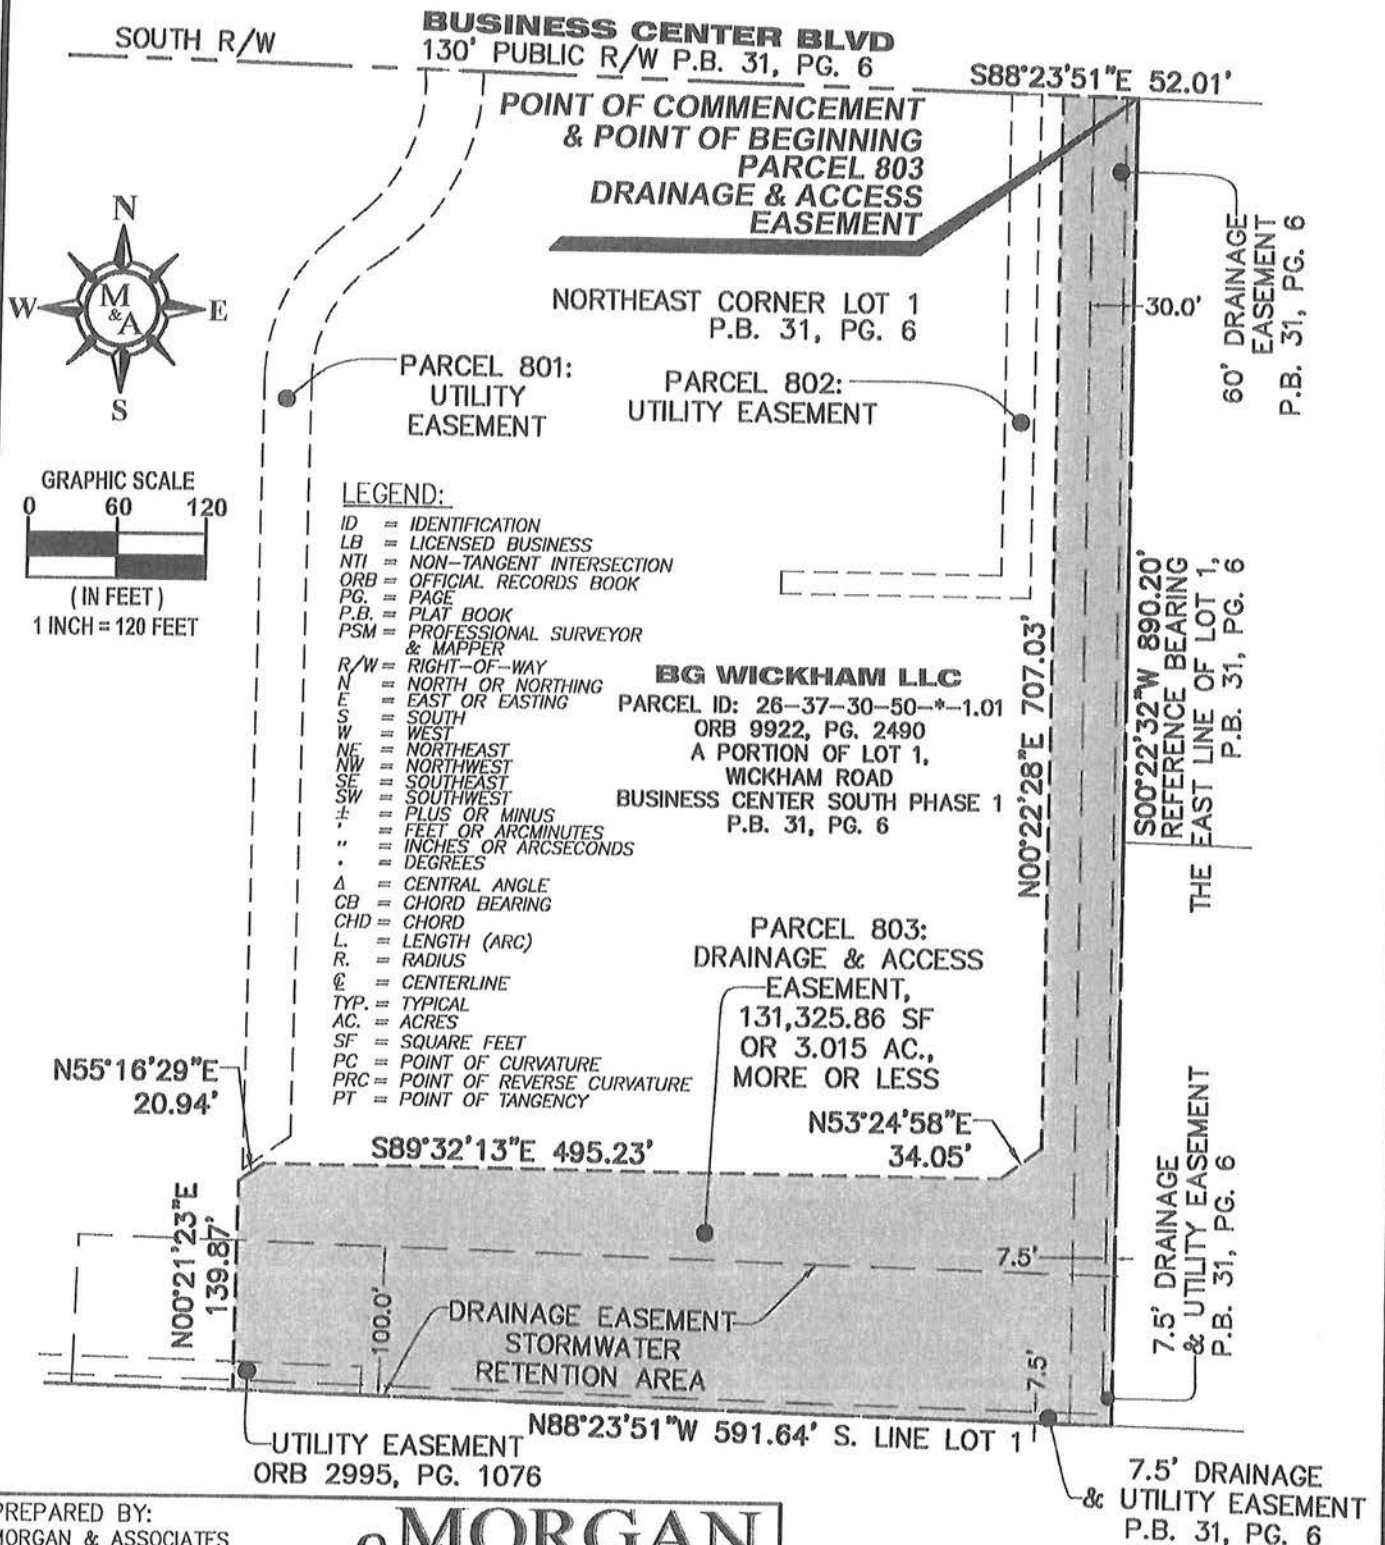 BUSINESS CENTER BLVD
SOUTH R/W
130' PUBLIC R/W P.B. 31, PG. 6
S88°23'51"E 52.01'
POINT OF COMMENCEMENT
& POINT OF BEGINNING
PARCEL 803
DRAINAGE & ACCESS
EASEMENT
60' DRAINAGE
EASEMENT
P.B. 31, PG. 6
N
W
M
&
A
E
S
30.0'
NORTHEAST CORNER LOT 1
P.B. 31, PG. 6
PARCEL 801:
UTILITY
EASEMENT
PARCEL 802:
UTILITY EASEMENT
GRAPHIC SCALE
0 60 120
( IN FEET )
1 INCH = 120 FEET
LEGEND:
ID = IDENTIFICATION
LB = LICENSED BUSINESS
NTI = NON-TANGENT INTERSECTION
ORB = OFFICIAL RECORDS BOOK
PG. = PAGE
P.B. = PLAT BOOK
PSM = PROFESSIONAL SURVEYOR
& MAPPER
R/W = RIGHT-OF-WAY
N = NORTH OR NORTHING
E = EAST OR EASTING
S = SOUTH
W = WEST
NE = NORTHEAST
NW = NORTHWEST
SE = SOUTHEAST
SW = SOUTHWEST
± = PLUS OR MINUS
' = FEET OR ARCMINUTES
" = INCHES OR ARCSECONDS
° = DEGREES
Δ = CENTRAL ANGLE
CB = CHORD BEARING
CHD = CHORD
L. = LENGTH (ARC)
R. = RADIUS
℄ = CENTERLINE
TYP. = TYPICAL
AC. = ACRES
SF = SQUARE FEET
PC = POINT OF CURVATURE
PRC = POINT OF REVERSE CURVATURE
PT = POINT OF TANGENCY
BG WICKHAM LLC
PARCEL ID: 26-37-30-50-*-1.01
ORB 9922, PG. 2490
A PORTION OF LOT 1,
WICKHAM ROAD
BUSINESS CENTER SOUTH PHASE 1
P.B. 31, PG. 6
N00°22'28"E 707.03'
S00°22'32"W 890.20'
REFERENCE BEARING
THE EAST LINE OF LOT 1,
P.B. 31, PG. 6
PARCEL 803:
DRAINAGE & ACCESS
EASEMENT,
131,325.86 SF
OR 3.015 AC.,
MORE OR LESS
N55°16'29"E
20.94'
S89°32'13"E 495.23'
N53°24'58"E
34.05'
N00°21'23"E
139.87'
100.0'
7.5'
DRAINAGE EASEMENT
STORMWATER
RETENTION AREA
7.5'
7.5' DRAINAGE
& UTILITY EASEMENT
P.B. 31, PG. 6
N88°23'51"W 591.64' S. LINE LOT 1
UTILITY EASEMENT
ORB 2995, PG. 1076
7.5' DRAINAGE
& UTILITY EASEMENT
P.B. 31, PG. 6
PREPARED BY:
MORGAN & ASSOCIATES
MORGAN